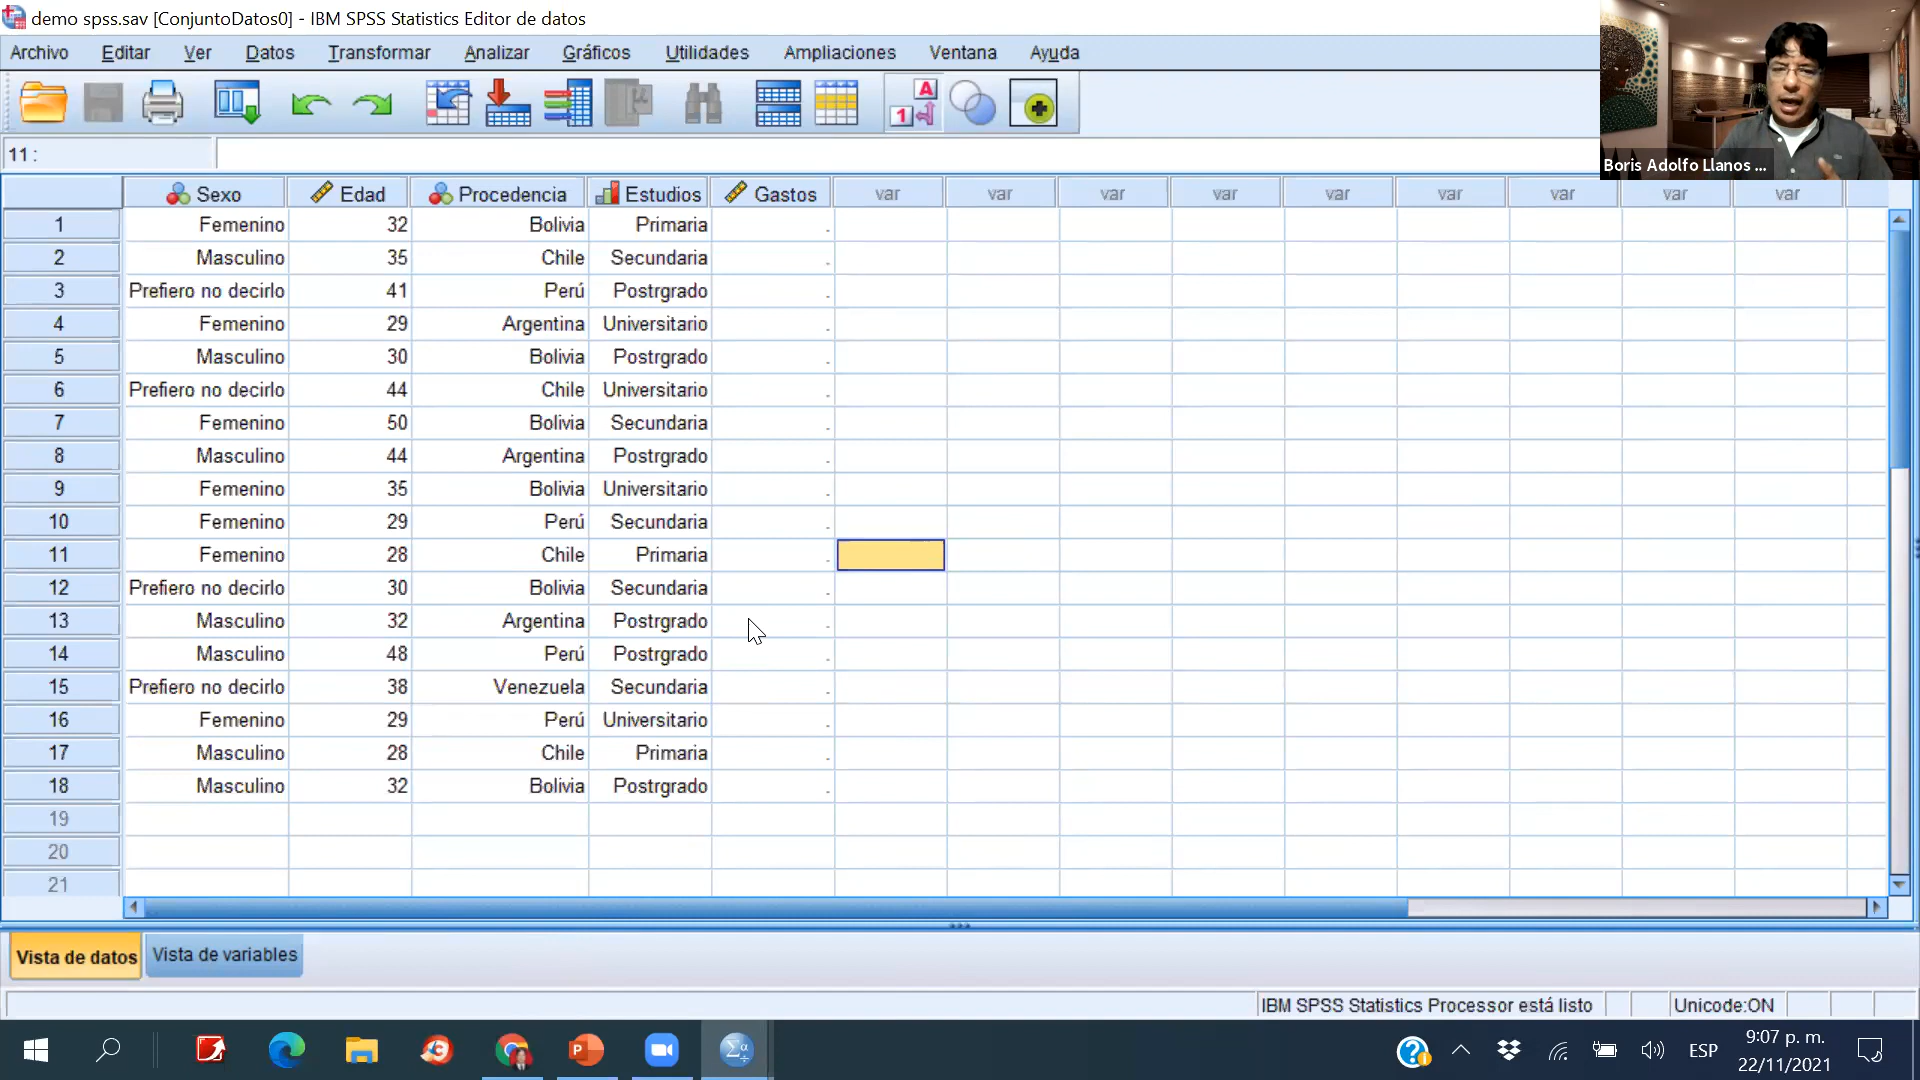 demo spss.sav [ConjuntoDatos0] - IBM SPSS Statistics Editor de datos
Archivo Editar Ver Datos Transformar Analizar Gráficos Utilidades Ampliaciones Ventana Ayuda
A
1
11 :
Boris Adolfo Llanos ...
Sexo Edad Procedencia Estudios Gastos var var var var var var var var var
1 Femenino 32 Bolivia Primaria .
2 Masculino 35 Chile Secundaria .
3 Prefiero no decirlo 41 Perú Postrgrado .
4 Femenino 29 Argentina Universitario .
5 Masculino 30 Bolivia Postrgrado .
6 Prefiero no decirlo 44 Chile Universitario .
7 Femenino 50 Bolivia Secundaria .
8 Masculino 44 Argentina Postrgrado .
9 Femenino 35 Bolivia Universitario .
10 Femenino 29 Perú Secundaria .
11 Femenino 28 Chile Primaria .
12 Prefiero no decirlo 30 Bolivia Secundaria .
13 Masculino 32 Argentina Postrgrado .
14 Masculino 48 Perú Postrgrado .
15 Prefiero no decirlo 38 Venezuela Secundaria .
16 Femenino 29 Perú Universitario .
17 Masculino 28 Chile Primaria .
18 Masculino 32 Bolivia Postrgrado .
19
20
21
Vista de datos Vista de variables
IBM SPSS Statistics Processor está listo Unicode:ON
ESP 9:07 p. m.
22/11/2021